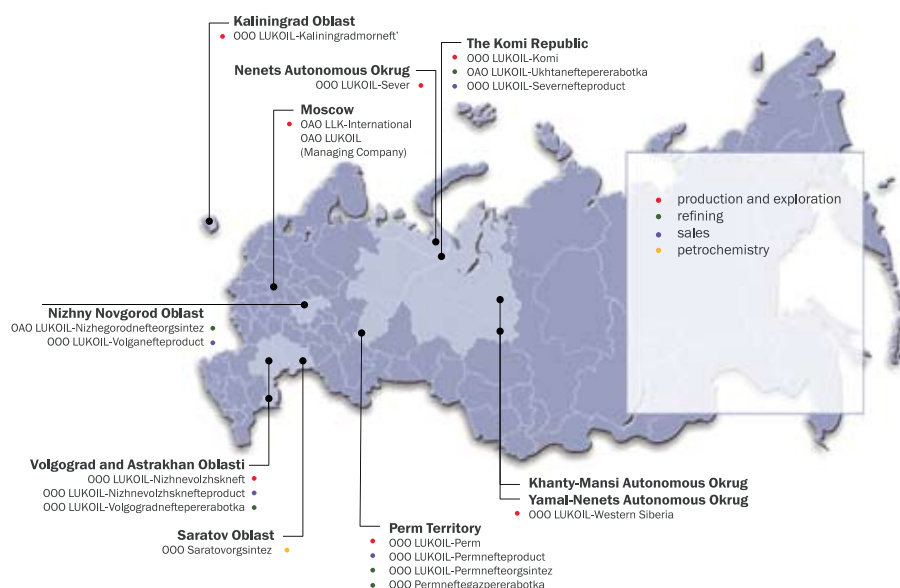 Kaliningrad Oblast
OOO LUKOIL-Kaliningradmorneft'
The Komi Republic
OOO LUKOIL-Komi
OAO LUKOIL-Ukhtaneftepererabotka
OOO LUKOIL-Severnefteproduct
Nenets Autonomous Okrug
OOO LUKOIL-Sever
Moscow
OAO LLK-International
OAO LUKOIL
(Managing Company)
production and exploration
refining
sales
petrochemistry
Nizhny Novgorod Oblast
OAO LUKOIL-Nizhegorodnefteorgsintez
OOO LUKOIL-Volganefteproduct
Volgograd and Astrakhan Oblasti
OOO LUKOIL-Nizhnevolzhskneft
OOO LUKOIL-Nizhnevolzhsknefteproduct
OOO LUKOIL-Volgogradneftepererabotka
Saratov Oblast
OOO Saratovorgsintez
Khanty-Mansi Autonomous Okrug
Yamal-Nenets Autonomous Okrug
OOO LUKOIL-Western Siberia
Perm Territory
OOO LUKOIL-Perm
OOO LUKOIL-Permnefteproduct
OOO LUKOIL-Permnefteorgsintez
OOO Permneftegazpererabotka